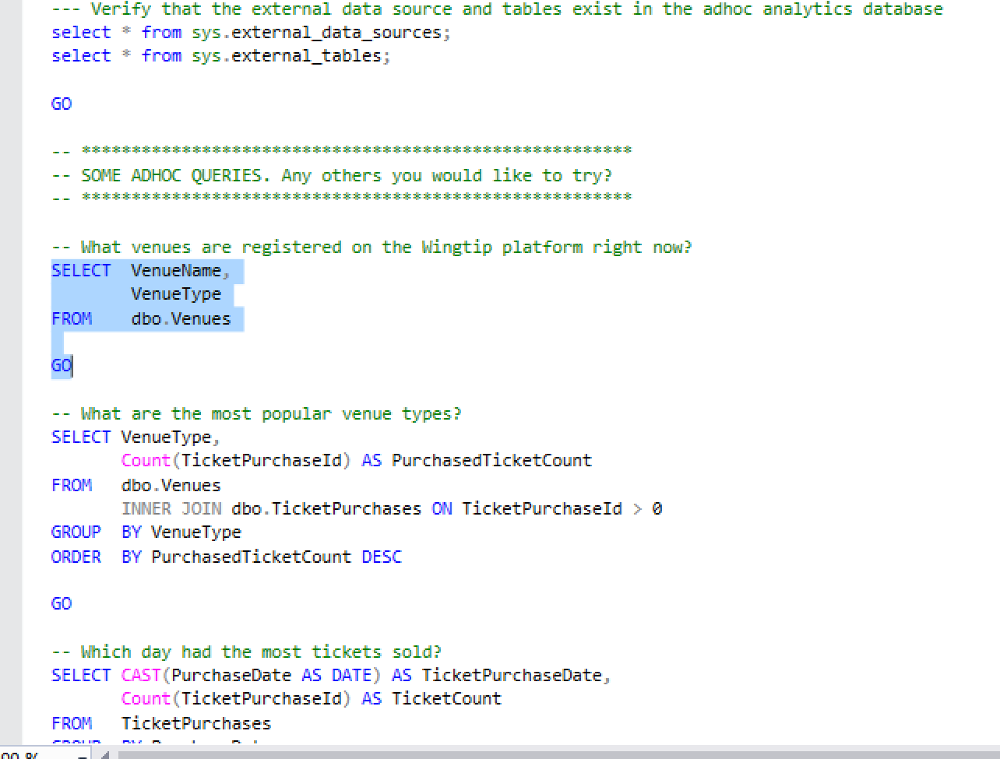 --- Verify that the external data source and tables exist in the adhoc analytics database
select * from sys.external_data_sources;
select * from sys.external_tables;
GO
-- *******************************************************
-- SOME ADHOC QUERIES. Any others you would like to try?
-- *******************************************************
-- What venues are registered on the Wingtip platform right now?
SELECT  VenueName,
        VenueType
FROM    dbo.Venues
GO
-- What are the most popular venue types?
SELECT VenueType,
       Count(TicketPurchaseId) AS PurchasedTicketCount
FROM   dbo.Venues
       INNER JOIN dbo.TicketPurchases ON TicketPurchaseId > 0
GROUP  BY VenueType
ORDER  BY PurchasedTicketCount DESC
GO
-- Which day had the most tickets sold?
SELECT CAST(PurchaseDate AS DATE) AS TicketPurchaseDate,
       Count(TicketPurchaseId) AS TicketCount
FROM   TicketPurchases